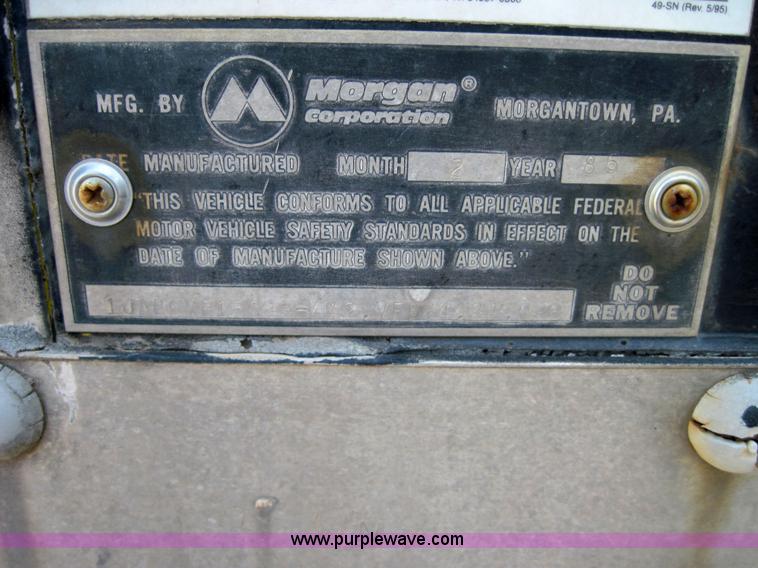 49-SN (Rev. 5/95)
MFG. BY Morgan® Corporation MORGANTOWN, PA.
DATE MANUFACTURED MONTH 2 YEAR
"THIS VEHICLE CONFORMS TO ALL APPLICABLE FEDERAL
MOTOR VEHICLE SAFETY STANDARDS IN EFFECT ON THE
DATE OF MANUFACTURE SHOWN ABOVE."
DO NOT REMOVE
www.purplewave.com